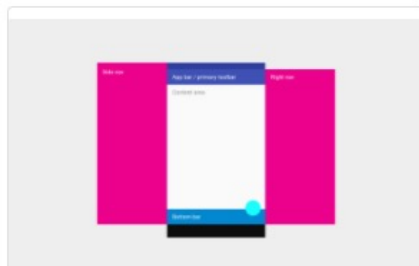 Side nav
App bar / primary toolbar
Right nav
Content area
Bottom bar